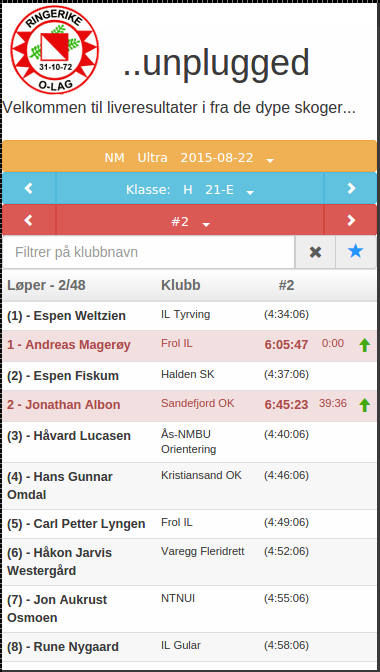 RINGERIKE
31-10-72
O-LAG
..unplugged
Velkommen til liveresultater i fra de dype skoger...
NM Ultra 2015-08-22
Klasse: H 21-E
#2
Filtrer på klubbnavn
Løper - 2/48 Klubb #2
(1) - Espen Weltzien IL Tyrving (4:34:06)
1 - Andreas Magerøy Frol IL 6:05:47 0:00
(2) - Espen Fiskum Halden SK (4:37:06)
2 - Jonathan Albon Sandefjord OK 6:45:23 39:36
(3) - Håvard Lucasen Ås-NMBU (4:40:06)
Orientering
(4) - Hans Gunnar Kristiansand OK (4:46:06)
Omdal
(5) - Carl Petter Lyngen Frol IL (4:49:06)
(6) - Håkon Jarvis Varegg Fleridrett (4:52:06)
Westergård
(7) - Jon Aukrust NTNUI (4:55:06)
Osmoen
(8) - Rune Nygaard IL Gular (4:58:06)